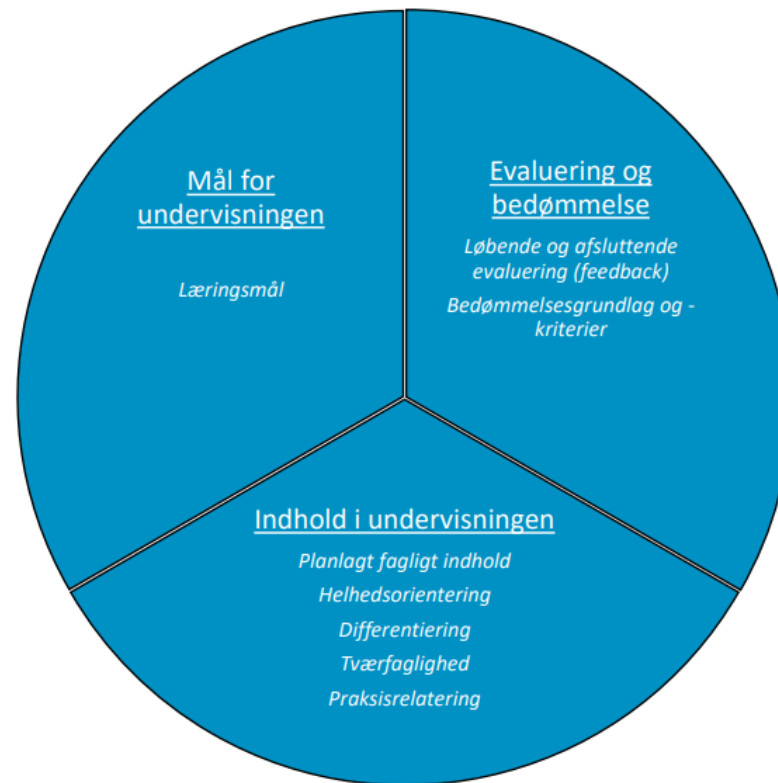 Mål for
undervisningen
Læringsmål
Evaluering og
bedømmelse
Løbende og afsluttende
evaluering (feedback)
Bedømmelsesgrundlag og -
kriterier
Indhold i undervisningen
Planlagt fagligt indhold
Helhedsorientering
Differentiering
Tværfaglighed
Praksisrelatering